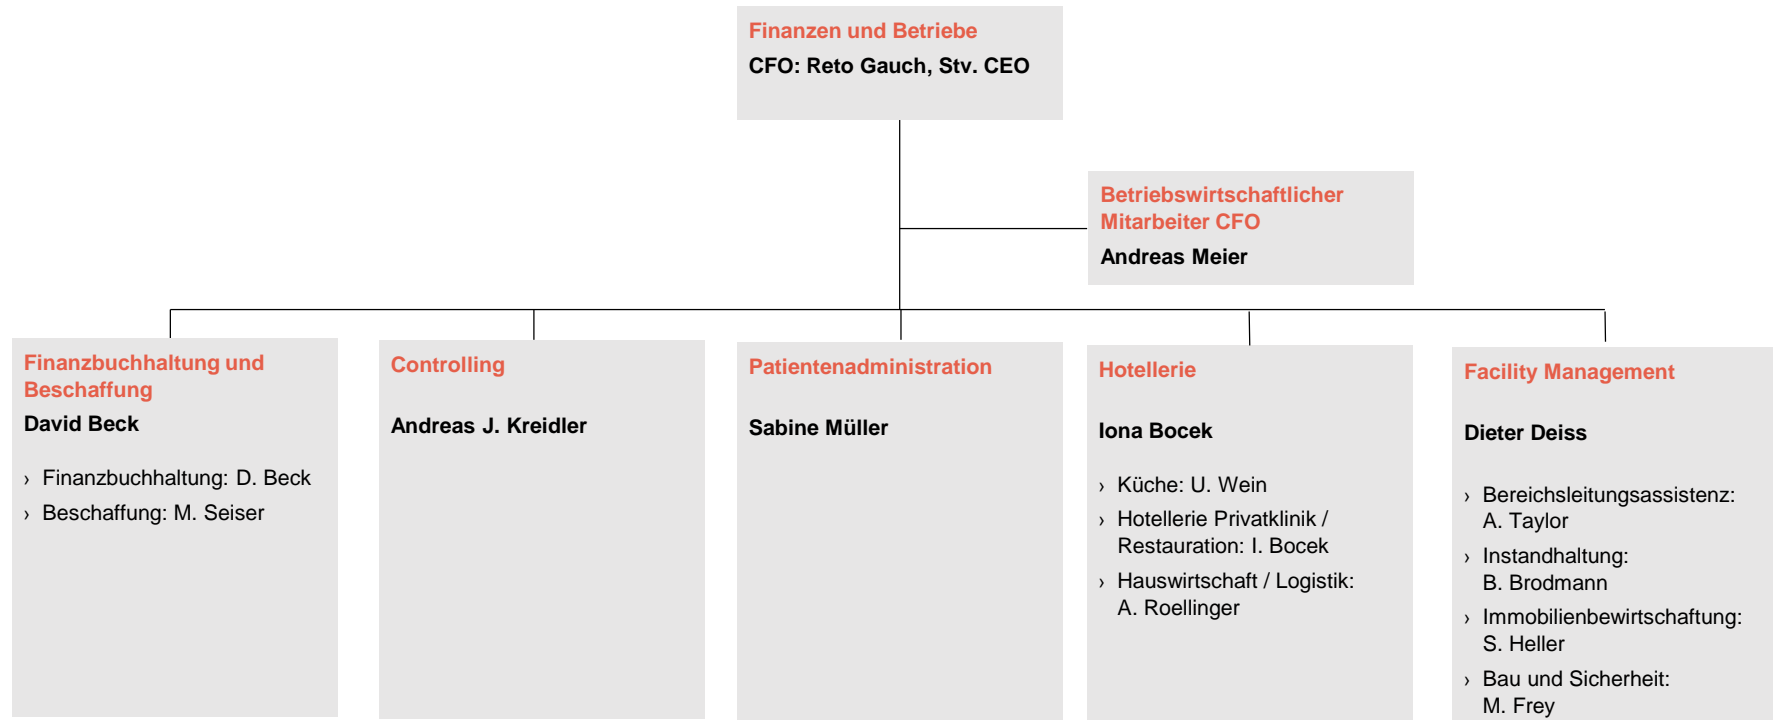 Finanzen und Betriebe
CFO: Reto Gauch, Stv. CEO
Betriebswirtschaftlicher
Mitarbeiter CFO
Andreas Meier
Finanzbuchhaltung und
Beschaffung
David Beck
› Finanzbuchhaltung: D. Beck
› Beschaffung: M. Seiser
Controlling
Andreas J. Kreidler
Patientenadministration
Sabine Müller
Hotellerie
Iona Bocek
› Küche: U. Wein
› Hotellerie Privatklinik /
Restauration: I. Bocek
› Hauswirtschaft / Logistik:
A. Roellinger
Facility Management
Dieter Deiss
› Bereichsleitungsassistenz:
A. Taylor
› Instandhaltung:
B. Brodmann
› Immobilienbewirtschaftung:
S. Heller
› Bau und Sicherheit:
M. Frey